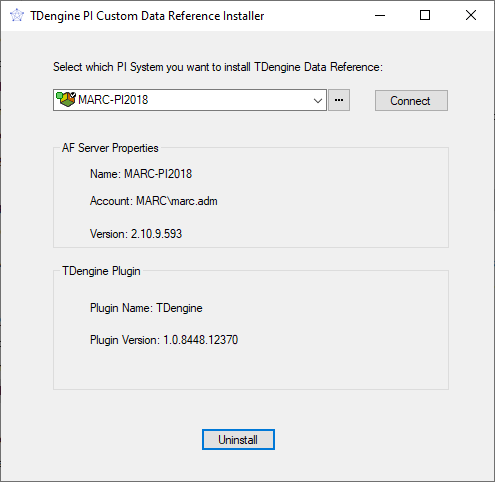 TDengine PI Custom Data Reference Installer
Select which PI System you want to install TDengine Data Reference:
MARC-PI2018
...
Connect
AF Server Properties
Name: MARC-PI2018
Account: MARC\marc.adm
Version: 2.10.9.593
TDengine Plugin
Plugin Name: TDengine
Plugin Version: 1.0.8448.12370
Uninstall